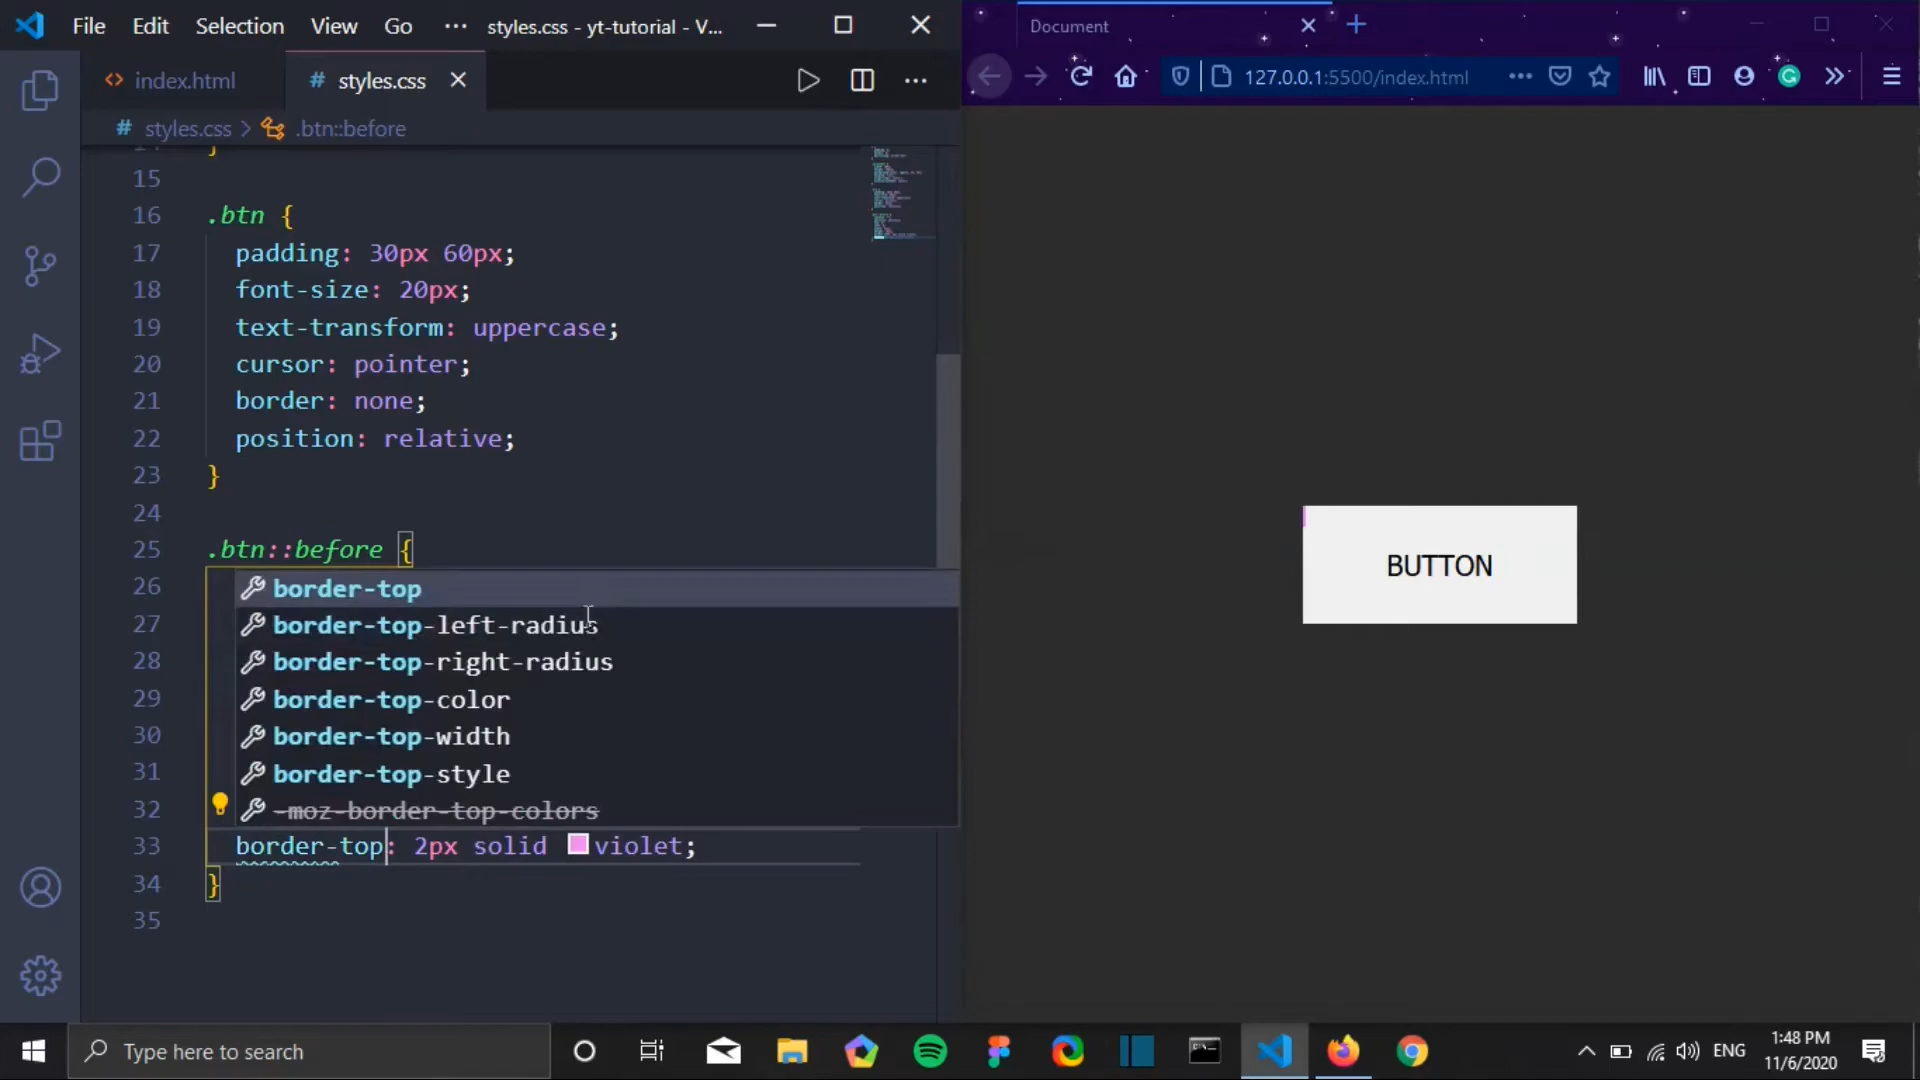 File Edit Selection View Go ··· styles.css - yt-tutorial - V...
index.html # styles.css
# styles.css > .btn::before
15
16 .btn {
17 padding: 30px 60px;
18 font-size: 20px;
19 text-transform: uppercase;
20 cursor: pointer;
21 border: none;
22 position: relative;
23 }
24
25 .btn::before {
26 border-top
27 border-top-left-radius
28 border-top-right-radius
29 border-top-color
30 border-top-width
31 border-top-style
32 -moz-border-top-colors
33 border-top: 2px solid violet;
34 }
35
Document
127.0.0.1:5500/index.html
BUTTON
Type here to search
ENG
1:48 PM
11/6/2020